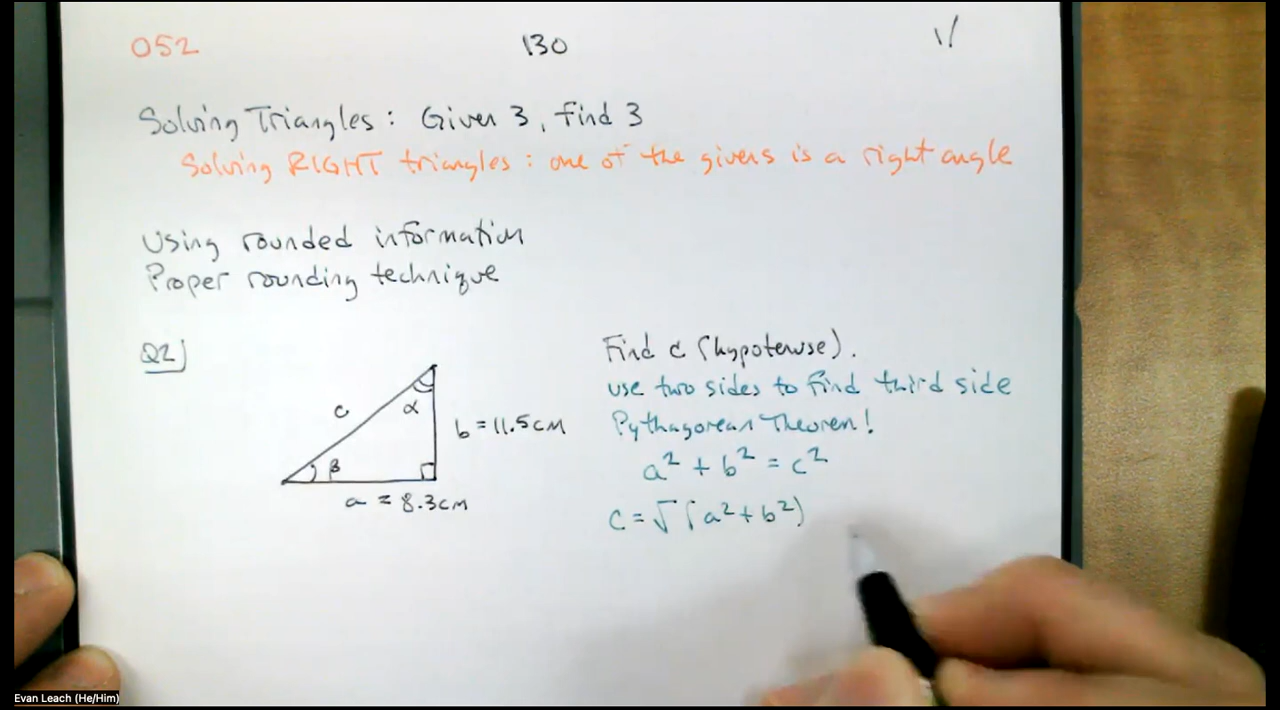 052
130
1/
Solving Triangles: Given 3, find 3
Solving RIGHT triangles: one of the givens is a right angle
Using rounded information
Proper rounding technique
Q2)
c
α
β
b = 11.5cm
a = 8.3cm
Find c (hypotenuse).
use two sides to find third side
Pythagorean Theorem!
a² + b² = c²
c = √(a² + b²)
Evan Leach (He/Him)